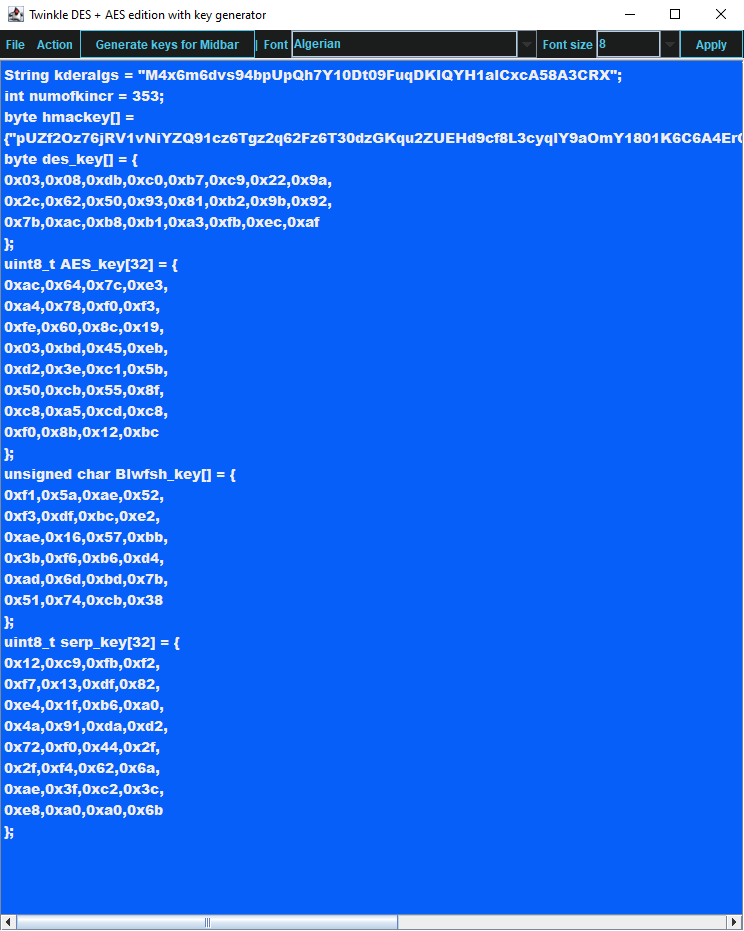 Twinkle DES + AES edition with key generator
File Action Generate keys for Midbar | Font Algerian Font size 8 Apply
String kderalgs = "M4x6m6dvs94bpUpQh7Y10Dt09FuqDKIQYH1alCxcA58A3CRX";
int numofkincr = 353;
byte hmackey[] =
{"pUZf2Oz76jRV1vNiYZQ91cz6Tgz2q62Fz6T30dzGKqu2ZUEHd9cf8L3cyqIY9aOmY1801K6C6A4Er
byte des_key[] = {
0x03,0x08,0xdb,0xc0,0xb7,0xc9,0x22,0x9a,
0x2c,0x62,0x50,0x93,0x81,0xb2,0x9b,0x92,
0x7b,0xac,0xb8,0xb1,0xa3,0xfb,0xec,0xaf
};
uint8_t AES_key[32] = {
0xac,0x64,0x7c,0xe3,
0xa4,0x78,0xf0,0xf3,
0xfe,0x60,0x8c,0x19,
0x03,0xbd,0x45,0xeb,
0xd2,0x3e,0xc1,0x5b,
0x50,0xcb,0x55,0x8f,
0xc8,0xa5,0xcd,0xc8,
0xf0,0x8b,0x12,0xbc
};
unsigned char Blwfsh_key[] = {
0xf1,0x5a,0xae,0x52,
0xf3,0xdf,0xbc,0xe2,
0xae,0x16,0x57,0xbb,
0x3b,0xf6,0xb6,0xd4,
0xad,0x6d,0xbd,0x7b,
0x51,0x74,0xcb,0x38
};
uint8_t serp_key[32] = {
0x12,0xc9,0xfb,0xf2,
0xf7,0x13,0xdf,0x82,
0xe4,0x1f,0xb6,0xa0,
0x4a,0x91,0xda,0xd2,
0x72,0xf0,0x44,0x2f,
0x2f,0xf4,0x62,0x6a,
0xae,0x3f,0xc2,0x3c,
0xe8,0xa0,0xa0,0x6b
};